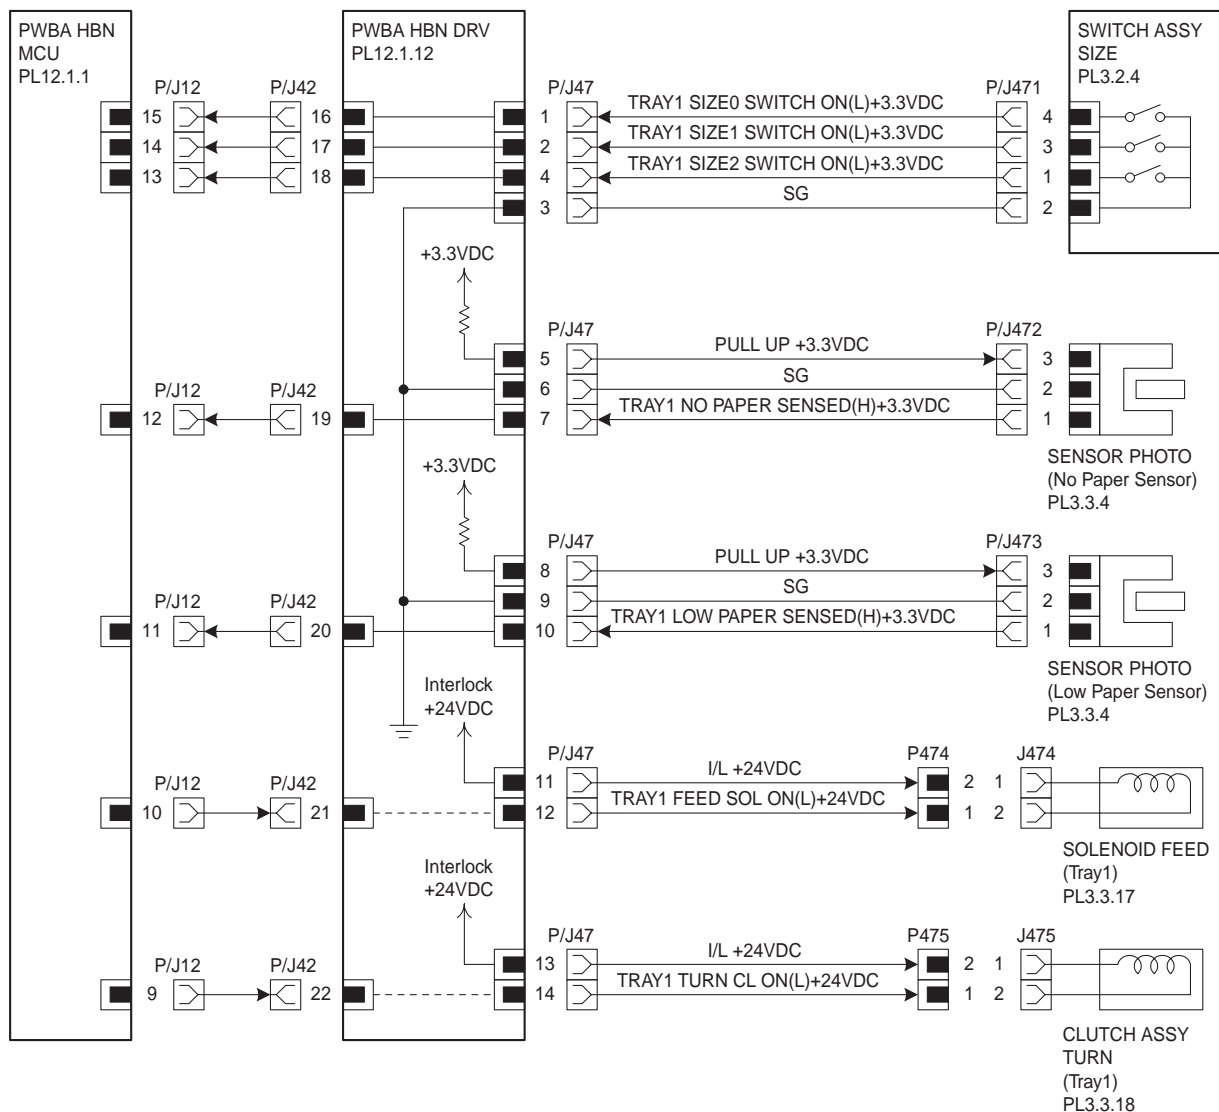 PWBA HBN
MCU
PL12.1.1
PWBA HBN DRV
PL12.1.12
SWITCH ASSY
SIZE
PL3.2.4
P/J12 P/J42 P/J47 P/J471
15 16 1 TRAY1 SIZE0 SWITCH ON(L)+3.3VDC 4
14 17 2 TRAY1 SIZE1 SWITCH ON(L)+3.3VDC 3
13 18 4 TRAY1 SIZE2 SWITCH ON(L)+3.3VDC 1
3 SG 2
+3.3VDC
P/J47 P/J472
5 PULL UP +3.3VDC 3
P/J12 P/J42 6 SG 2
12 19 7 TRAY1 NO PAPER SENSED(H)+3.3VDC 1
SENSOR PHOTO
(No Paper Sensor)
PL3.3.4
+3.3VDC
P/J47 P/J473
8 PULL UP +3.3VDC 3
P/J12 P/J42 9 SG 2
11 20 10 TRAY1 LOW PAPER SENSED(H)+3.3VDC 1
SENSOR PHOTO
(Low Paper Sensor)
PL3.3.4
Interlock
+24VDC
P/J47 P474 J474
P/J12 P/J42 11 I/L +24VDC 2 1
10 21 12 TRAY1 FEED SOL ON(L)+24VDC 1 2
SOLENOID FEED
(Tray1)
PL3.3.17
Interlock
+24VDC
P/J47 P475 J475
P/J12 P/J42 13 I/L +24VDC 2 1
9 22 14 TRAY1 TURN CL ON(L)+24VDC 1 2
CLUTCH ASSY
TURN
(Tray1)
PL3.3.18